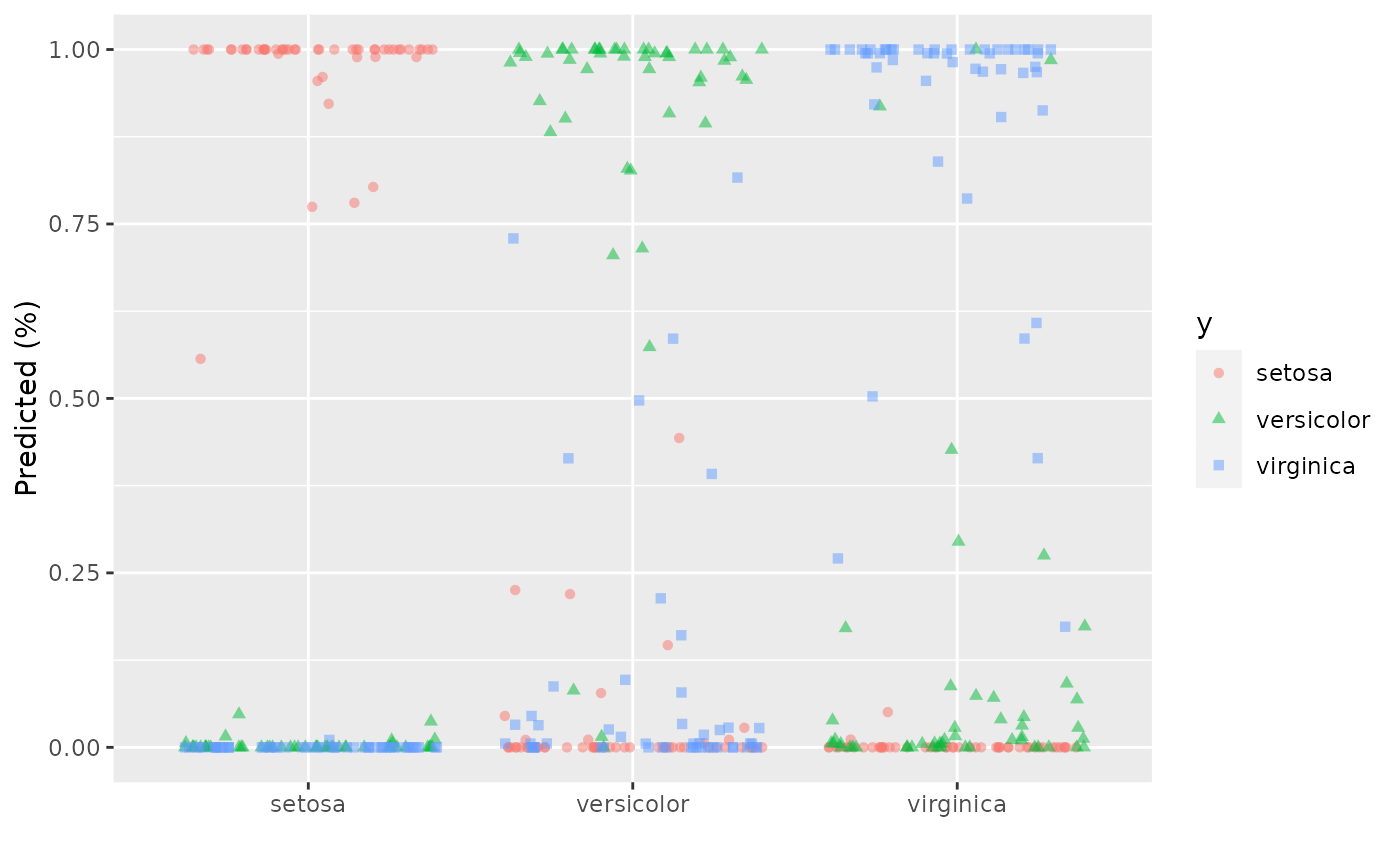 Predicted (%)
1.00
0.75
0.50
0.25
0.00
setosa
versicolor
virginica
y
setosa
versicolor
virginica